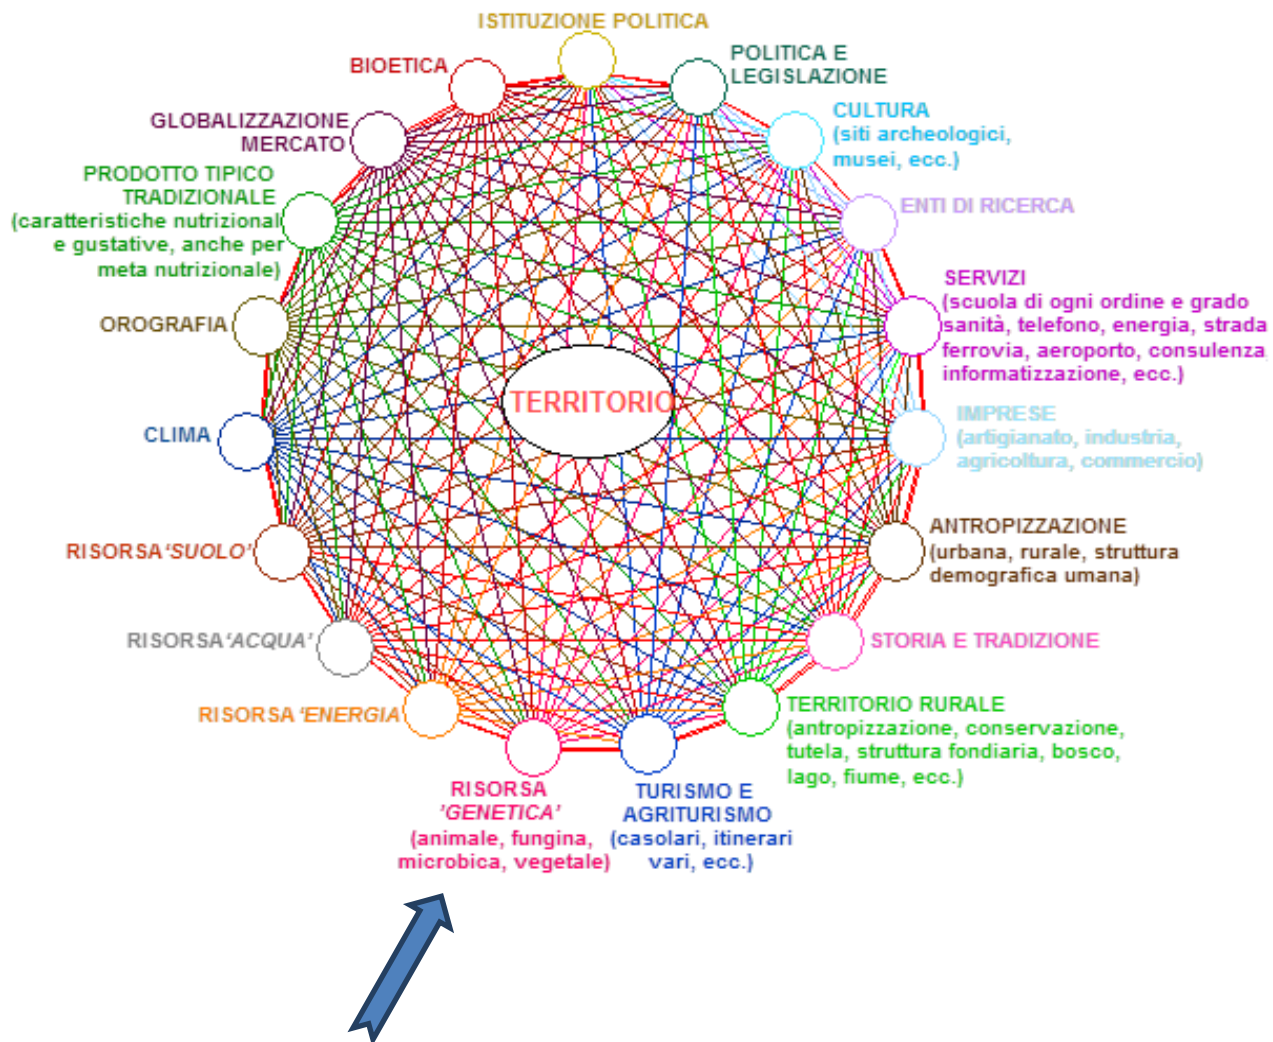 ISTITUZIONE POLITICA
POLITICA E
LEGISLAZIONE
CULTURA
(siti archeologici,
musei, ecc.)
ENTI DI RICERCA
SERVIZI
(scuola di ogni ordine e grado
sanità, telefono, energia, strada
ferrovia, aeroporto, consulenza
informatizzazione, ecc.)
IMPRESE
(artigianato, industria,
agricoltura, commercio)
ANTROPIZZAZIONE
(urbana, rurale, struttura
demografica umana)
STORIA E TRADIZIONE
TERRITORIO RURALE
(antropizzazione, conservazione,
tutela, struttura fondiaria, bosco,
lago, fiume, ecc.)
TURISMO E
AGRITURISMO
(casolari, itinerari
vari, ecc.)
RISORSA
'GENETICA'
(animale, fungina,
microbica, vegetale)
RISORSA 'ENERGIA'
RISORSA 'ACQUA'
RISORSA 'SUOLO'
CLIMA
OROGRAFIA
PRODOTTO TIPICO
TRADIZIONALE
(caratteristiche nutrizional
e gustative, anche per
meta nutrizionale)
GLOBALIZZAZIONE
MERCATO
BIOETICA
TERRITORIO